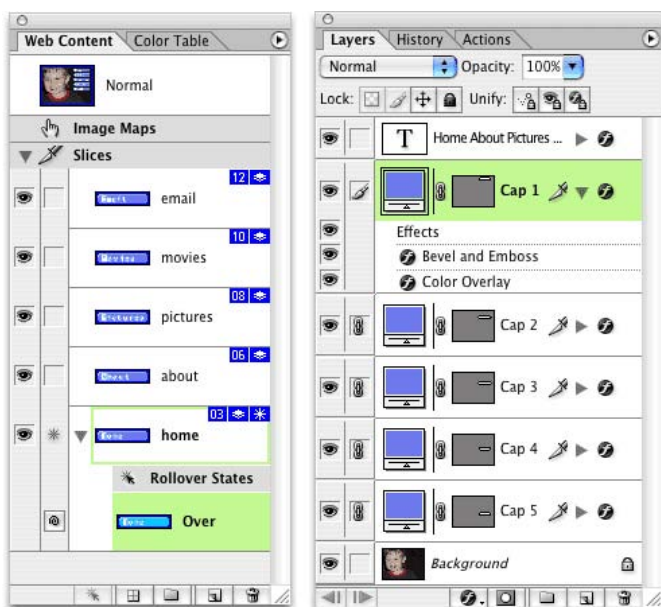 Web Content
Color Table
Normal
Image Maps
Slices
12
email
10
movies
08
pictures
06
about
03
home
Rollover States
Over
Layers
History
Actions
Normal
Opacity: 100%
Lock:
Unify:
T
Home About Pictures ...
Cap 1
Effects
Bevel and Emboss
Color Overlay
Cap 2
Cap 3
Cap 4
Cap 5
Background